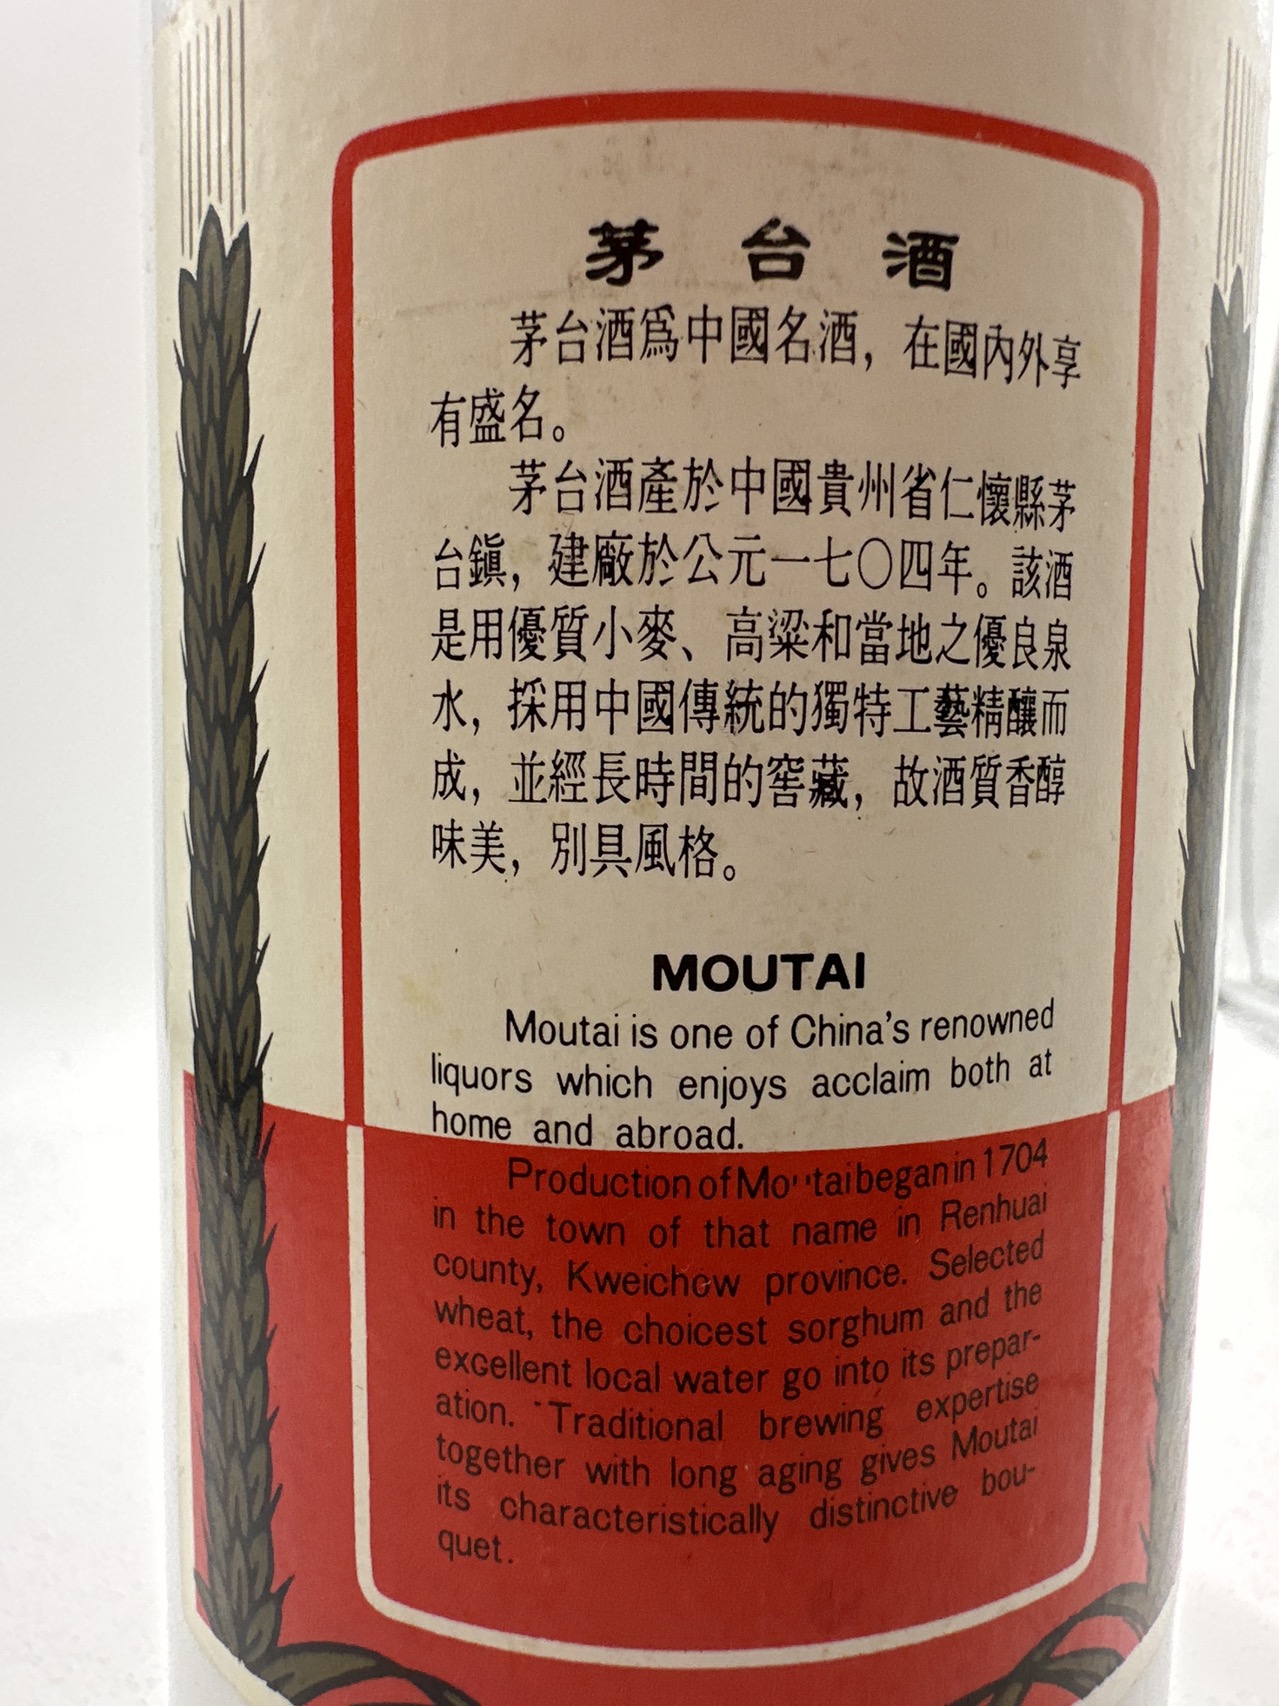 茅台酒
茅台酒爲中國名酒，在國內外享
有盛名。
茅台酒產於中國貴州省仁懷縣茅
台鎭，建廠於公元一七〇四年。該酒
是用優質小麥、高粱和當地之優良泉
水，採用中國傳統的獨特工藝精釀而
成，並經長時間的窖藏，故酒質香醇
味美，別具風格。
MOUTAI
Moutai is one of China's renowned
liquors which enjoys acclaim both at
home and abroad.
Production of Moutai began in 1704
in the town of that name in Renhuai
county, Kweichow province. Selected
wheat, the choicest sorghum and the
excellent local water go into its prepar-
ation. Traditional brewing expertise
together with long aging gives Moutai
its characteristically distinctive bou-
quet.